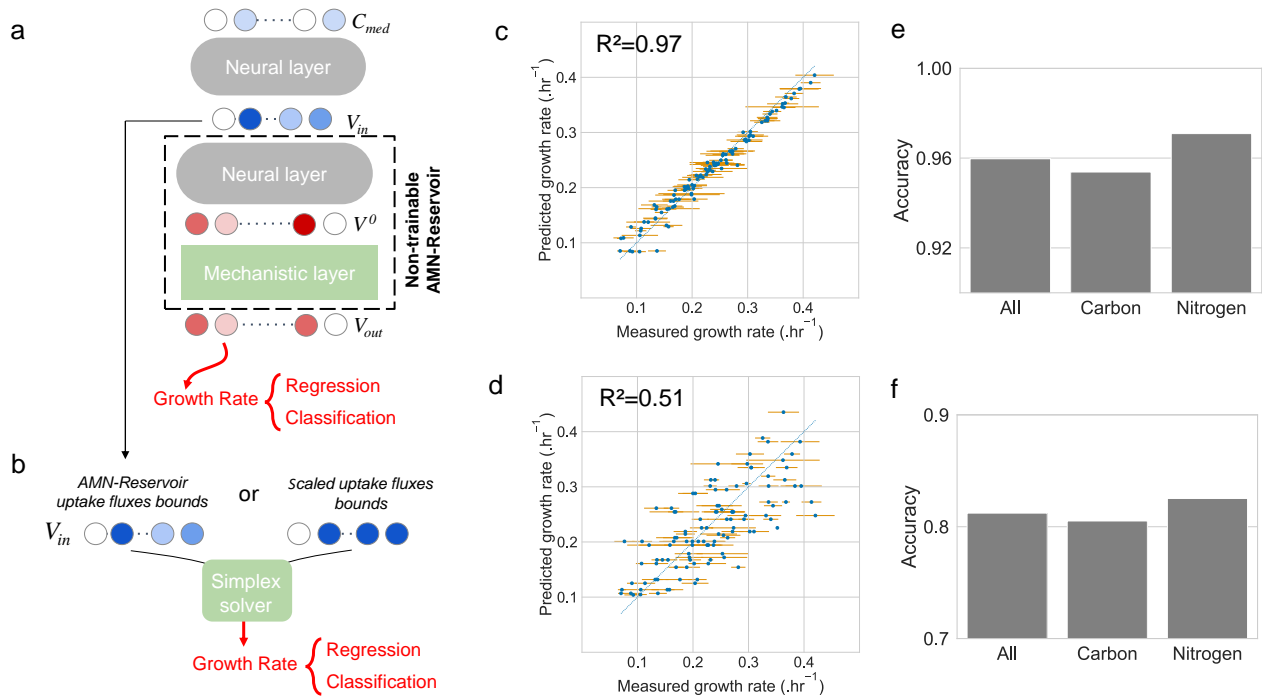 a
C_med
Neural layer
V_in
Neural layer
V^0
Mechanistic layer
Non-trainable
AMN-Reservoir
V_out
Growth Rate
Regression
Classification
b
AMN-Reservoir
uptake fluxes bounds
or
Scaled uptake fluxes
bounds
V_in
Simplex
solver
Growth Rate
Regression
Classification
c
R²=0.97
Predicted growth rate (.hr⁻¹)
0.4
0.3
0.2
0.1
0.1 0.2 0.3 0.4
Measured growth rate (.hr⁻¹)
d
R²=0.51
Predicted growth rate (.hr⁻¹)
0.4
0.3
0.2
0.1
0.1 0.2 0.3 0.4
Measured growth rate (.hr⁻¹)
e
Accuracy
1.00
0.96
0.92
All Carbon Nitrogen
f
Accuracy
0.9
0.8
0.7
All Carbon Nitrogen